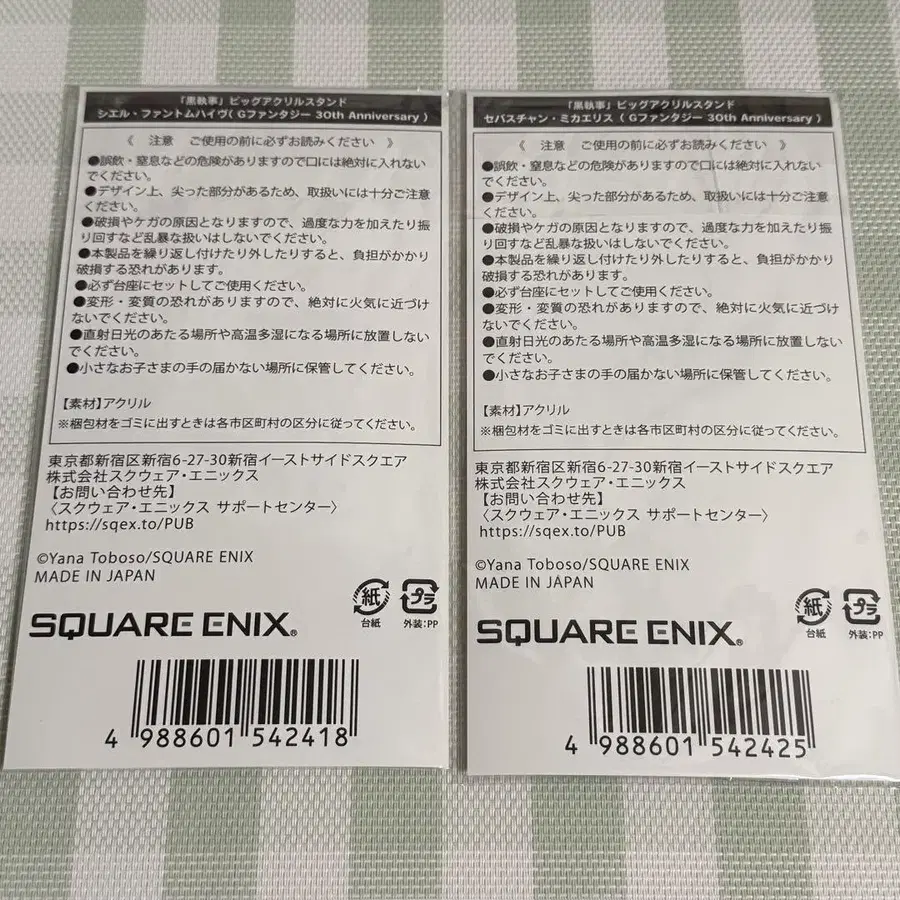 「黒執事」ビッグアクリルスタンド
シエル・ファントムハイヴ( Gファンタジー 30th Anniversary )
《　注意　ご使用の前に必ずお読みください　》
●誤飲・窒息などの危険がありますので口には絶対に入れない
でください。
●デザイン上、尖った部分があるため、取扱いには十分ご注意
ください。
●破損やケガの原因となりますので、過度な力を加えたり振
り回すなど乱暴な扱いはしないでください。
●本製品を繰り返し付けたり外したりすると、負担がかかり
破損する恐れがあります。
●必ず台座にセットしてご使用ください。
●変形・変質の恐れがありますので、絶対に火気に近づけ
ないでください。
●直射日光のあたる場所や高温多湿になる場所に放置しない
でください。
●小さなお子さまの手の届かない場所に保管してください。
【素材】アクリル
※梱包材をゴミに出すときは各市区町村の区分に従ってください。
東京都新宿区新宿6-27-30新宿イーストサイドスクエア
株式会社スクウェア・エニックス
【お問い合わせ先】
〈スクウェア・エニックス サポートセンター〉
https://sqex.to/PUB
©Yana Toboso/SQUARE ENIX
MADE IN JAPAN
紙
台紙
プラ
外装:PP
SQUARE ENIX®
4 988601 542418
「黒執事」ビッグアクリルスタンド
セバスチャン・ミカエリス ( Gファンタジー 30th Anniversary )
《　注意　ご使用の前に必ずお読みください　》
●誤飲・窒息などの危険がありますので口には絶対に入れない
でください。
●デザイン上、尖った部分があるため、取扱いには十分ご注意
ください。
●破損やケガの原因となりますので、過度な力を加えたり振
り回すなど乱暴な扱いはしないでください。
●本製品を繰り返し付けたり外したりすると、負担がかかり
破損する恐れがあります。
●必ず台座にセットしてご使用ください。
●変形・変質の恐れがありますので、絶対に火気に近づけ
ないでください。
●直射日光のあたる場所や高温多湿になる場所に放置しない
でください。
●小さなお子さまの手の届かない場所に保管してください。
【素材】アクリル
※梱包材をゴミに出すときは各市区町村の区分に従ってください。
東京都新宿区新宿6-27-30新宿イーストサイドスクエア
株式会社スクウェア・エニックス
【お問い合わせ先】
〈スクウェア・エニックス サポートセンター〉
https://sqex.to/PUB
©Yana Toboso/SQUARE ENIX
MADE IN JAPAN
紙
台紙
プラ
外装:PP
SQUARE ENIX®
4 988601 542425